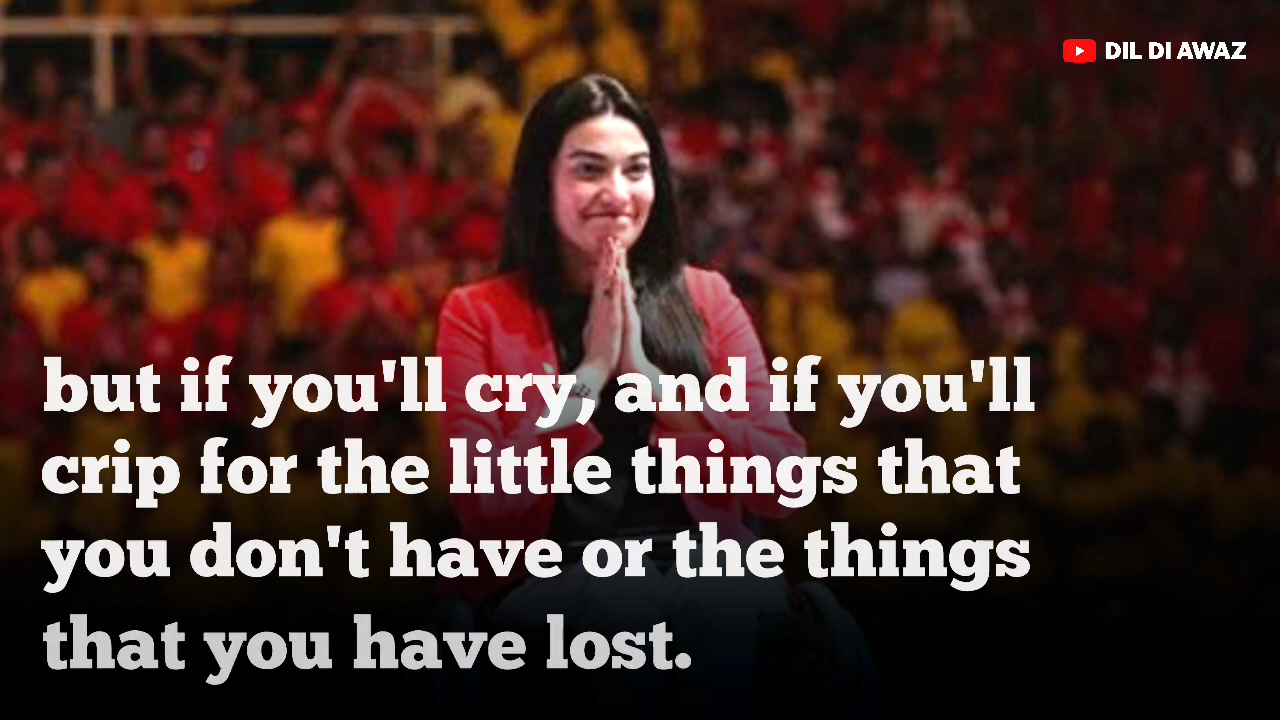 DIL DI AWAZ
but if you'll cry, and if you'll
crip for the little things that
you don't have or the things
that you have lost.